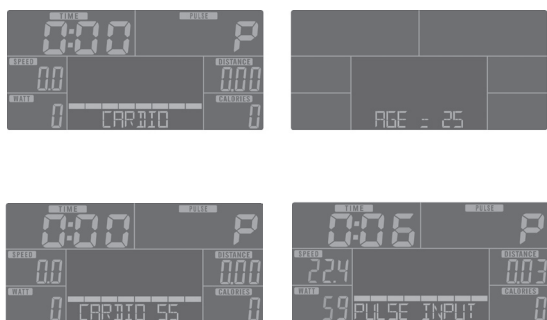 TIME PULSE
0:00 P
SPEED DISTANCE
0.0 0.00
WATT CALORIES
0 0
CARDIO
AGE = 25
TIME PULSE
0:00 P
SPEED DISTANCE
0.0 0.00
WATT CALORIES
0 0
CARDIO 55
TIME PULSE
0:06 P
SPEED DISTANCE
22.4 0.03
WATT CALORIES
59 0
PULSE INPUT